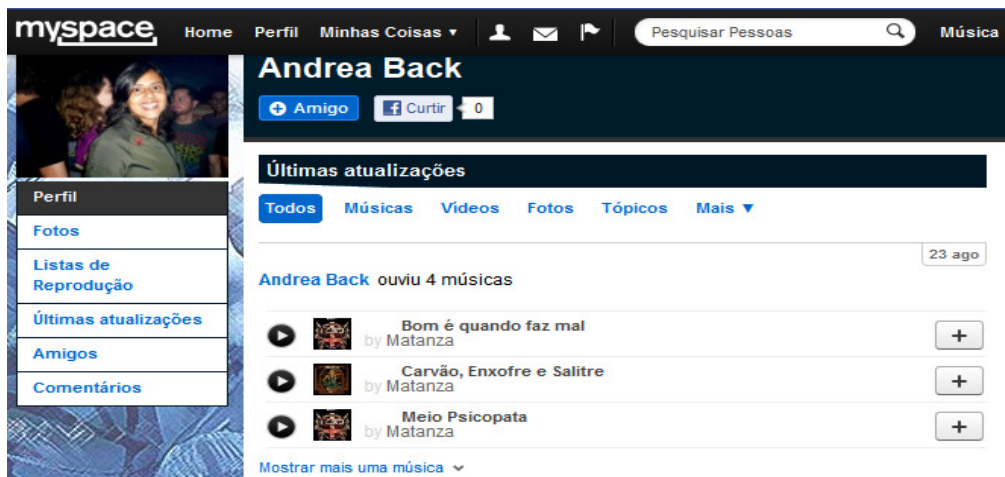 myspace Home Perfil Minhas Coisas Pesquisar Pessoas Música
Andrea Back
Amigo Curtir 0
Últimas atualizações
Todos Músicas Vídeos Fotos Tópicos Mais
Perfil
Fotos
Listas de
Reprodução
Últimas atualizações
Amigos
Comentários
23 ago
Andrea Back ouviu 4 músicas
Bom é quando faz mal
by Matanza
Carvão, Enxofre e Salitre
by Matanza
Meio Psicopata
by Matanza
Mostrar mais uma música